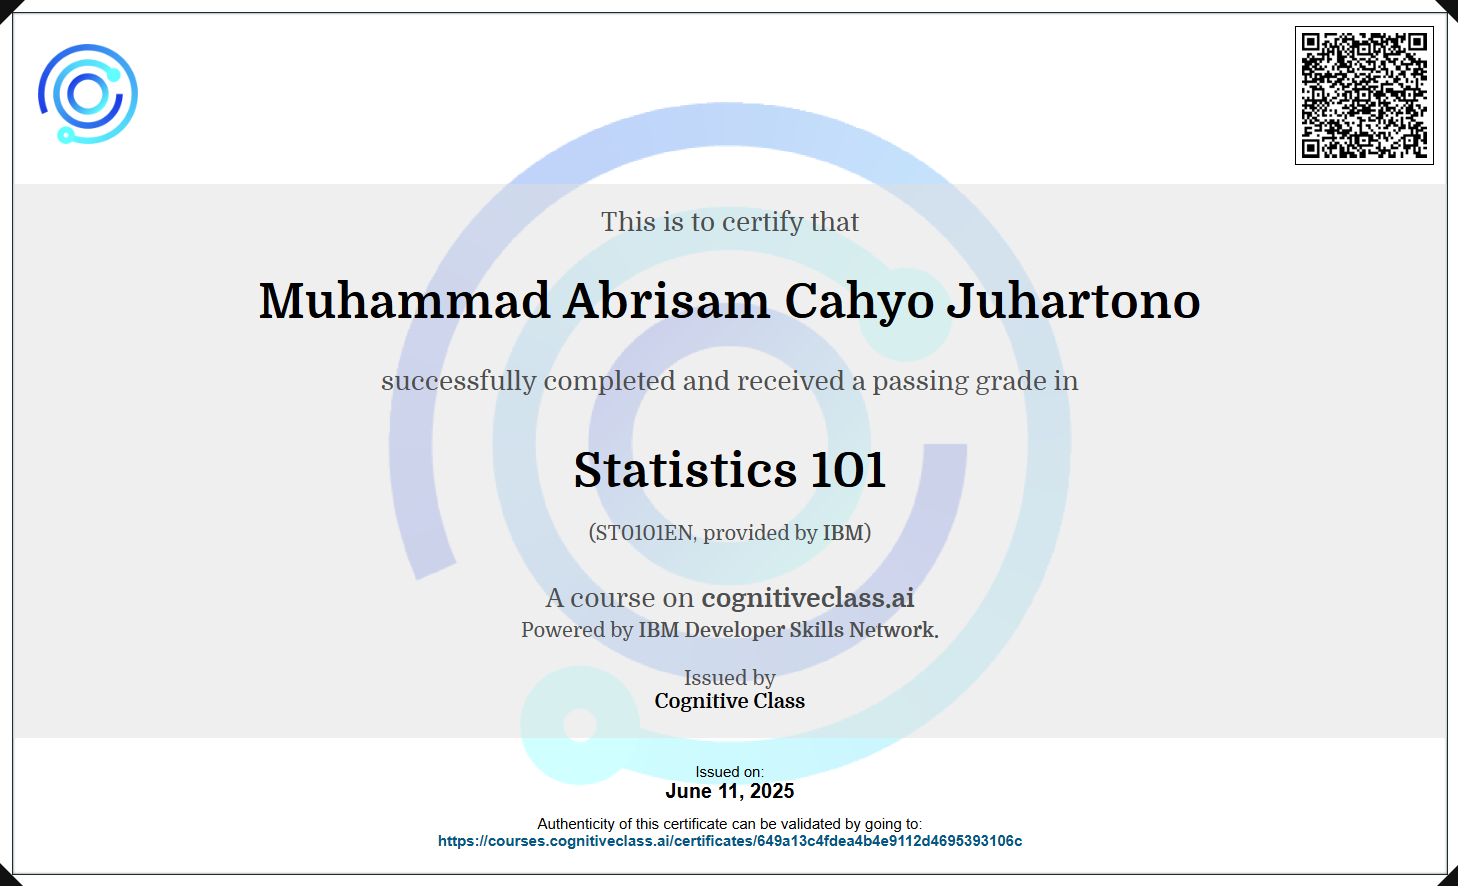 This is to certify that
Muhammad Abrisam Cahyo Juhartono
successfully completed and received a passing grade in
Statistics 101
(ST0101EN, provided by IBM)
A course on cognitiveclass.ai
Powered by IBM Developer Skills Network.
Issued by
Cognitive Class
Issued on:
June 11, 2025
Authenticity of this certificate can be validated by going to:
https://courses.cognitiveclass.ai/certificates/649a13c4fdea4b4e9112d4695393106c